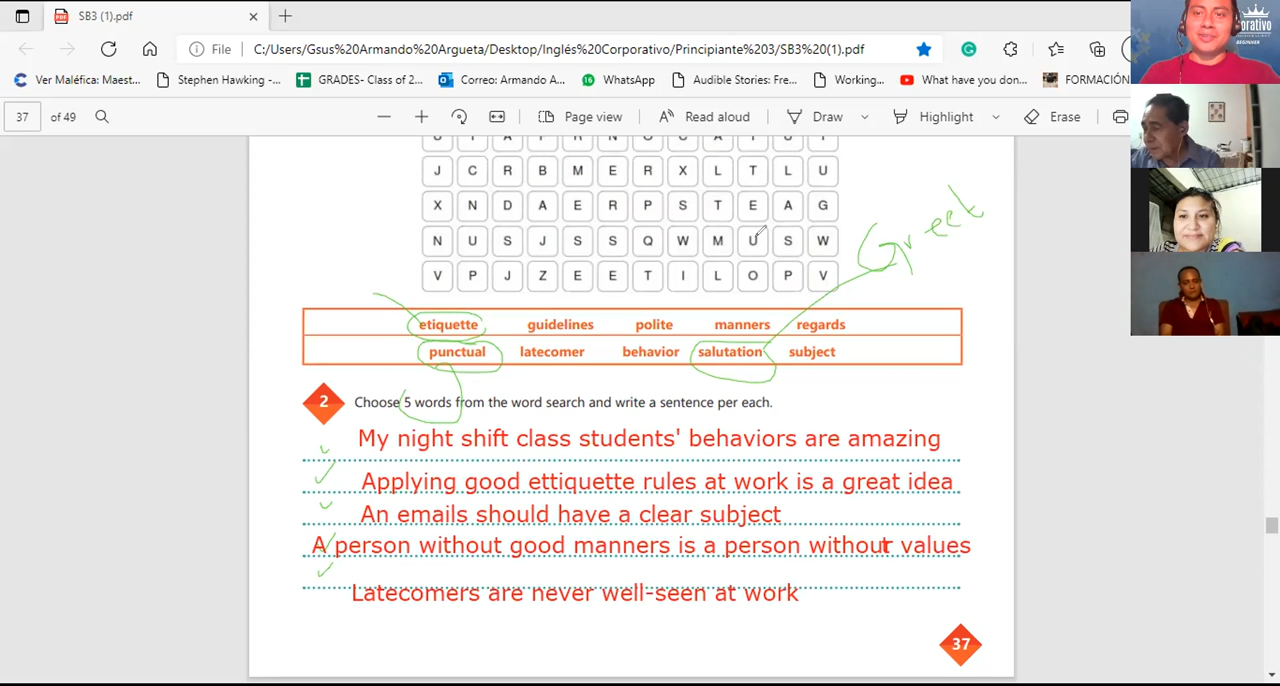 SB3 (1).pdf
File C:/Users/Gsus%20Armando%20Argueta/Desktop/Inglés%20Corporativo/Principiante%203/SB3%20(1).pdf
Ver Maléfica: Maest... Stephen Hawking -... GRADES- Class of 2... Correo: Armando A... WhatsApp Audible Stories: Fre... Working... What have you don... FORMACIÓN
37 of 49 Page view Read aloud Draw Highlight Erase
orativo
BEGINNER
J C R B M E R X L T L U
X N D A E R P S T E A G
N U S J S S Q W M U S W
V P J Z E E T I L O P V
Greet
etiquette guidelines polite manners regards
punctual latecomer behavior salutation subject
2 Choose 5 words from the word search and write a sentence per each.
My night shift class students' behaviors are amazing
Applying good ettiquette rules at work is a great idea
An emails should have a clear subject
A person without good manners is a person without values
Latecomers are never well-seen at work
37